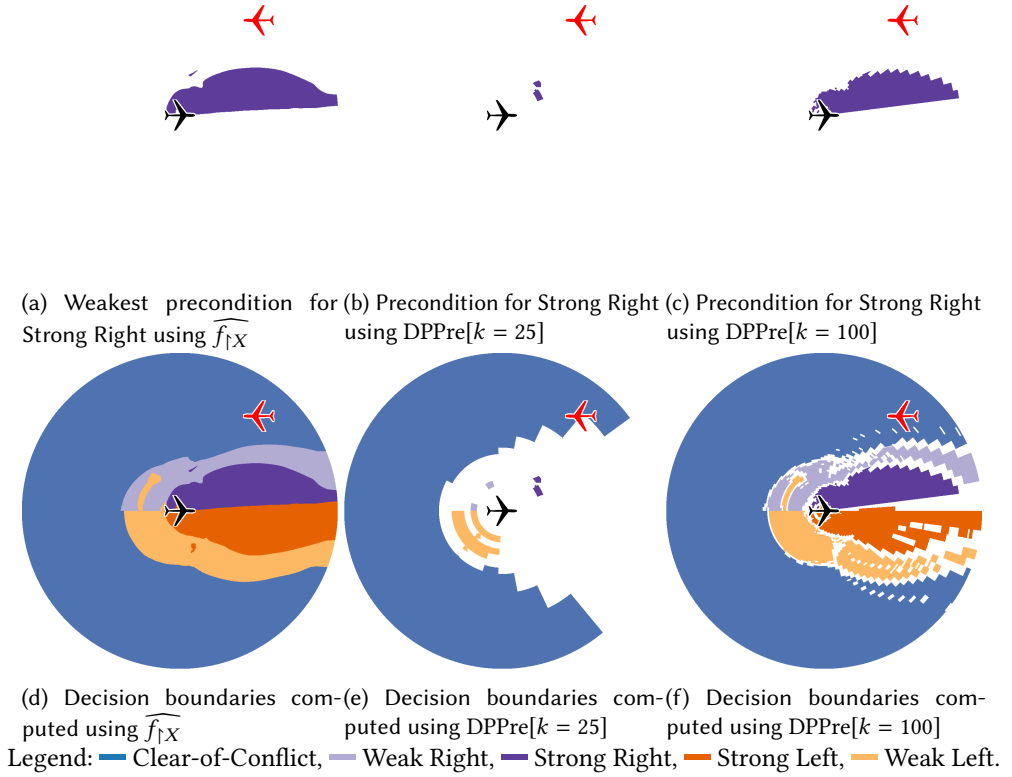 (a) Weakest precondition for
Strong Right using $\widehat{f_{\restriction X}}$
(b) Precondition for Strong Right
using DPPre[k = 25]
(c) Precondition for Strong Right
using DPPre[k = 100]
(d) Decision boundaries com-
puted using $\widehat{f_{\restriction X}}$
(e) Decision boundaries com-
puted using DPPre[k = 25]
(f) Decision boundaries com-
puted using DPPre[k = 100]
Legend: Clear-of-Conflict, Weak Right, Strong Right, Strong Left, Weak Left.